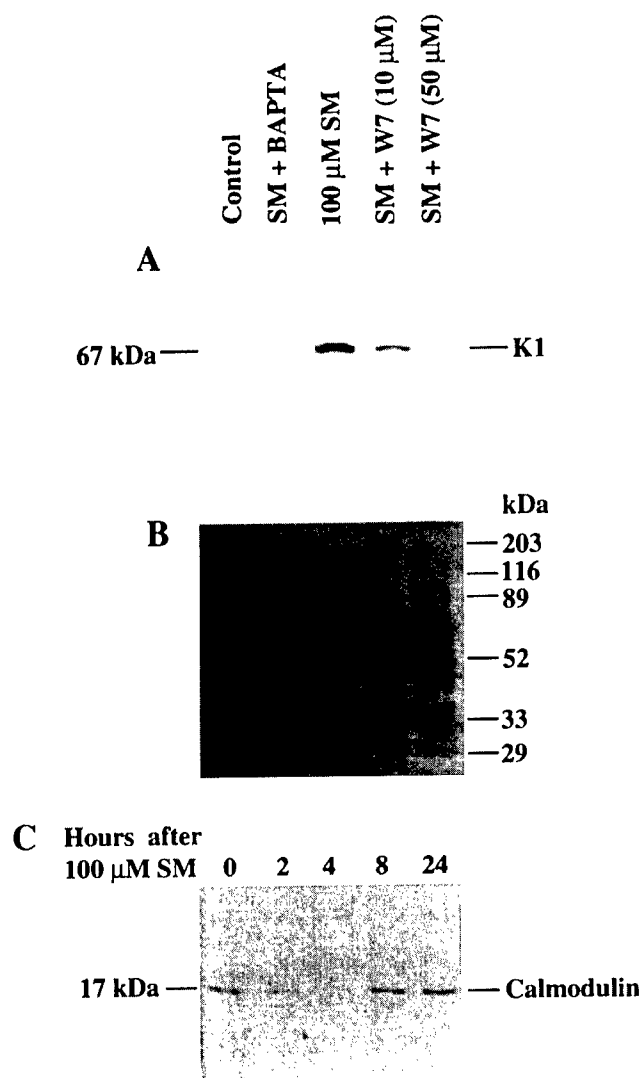 Control
SM + BAPTA
100 µM SM
SM + W7 (10 µM)
SM + W7 (50 µM)
A
67 kDa
K1
B
kDa
203
116
89
52
33
29
C
Hours after
100 µM SM 0 2 4 8 24
17 kDa
Calmodulin